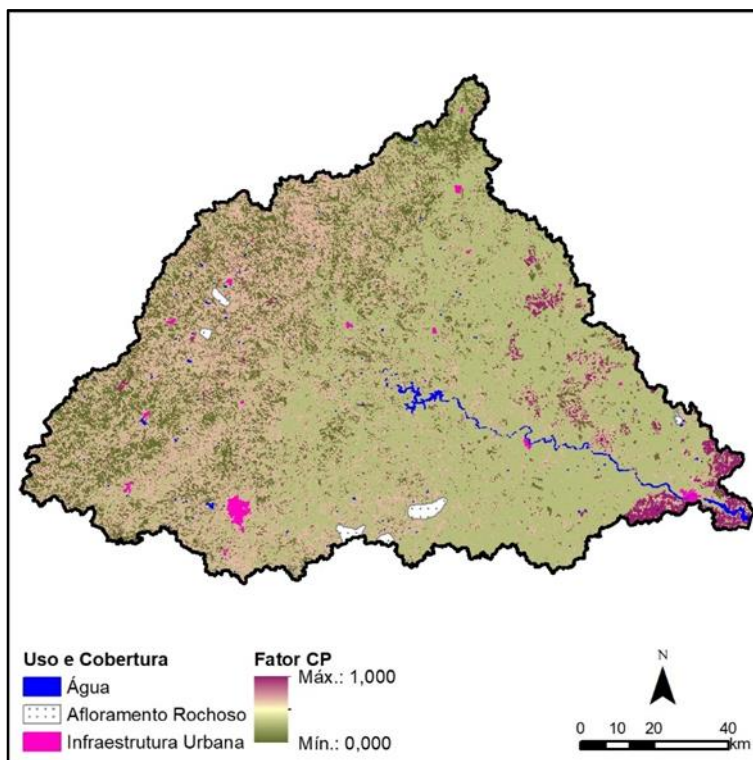 Uso e Cobertura
Água
Afloramento Rochoso
Infraestrutura Urbana
Fator CP
Máx.: 1,000
Mín.: 0,000
N
0 10 20 40
km